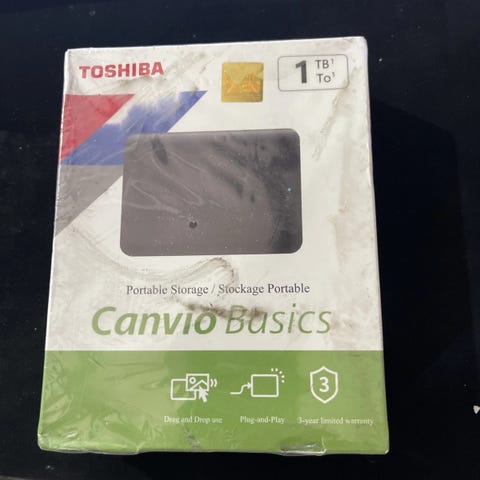 TOSHIBA
1 TB¹
To¹
Portable Storage / Stockage Portable
Canvio Basics
3
Drag and Drop use
Plug-and-Play
3-year limited warranty